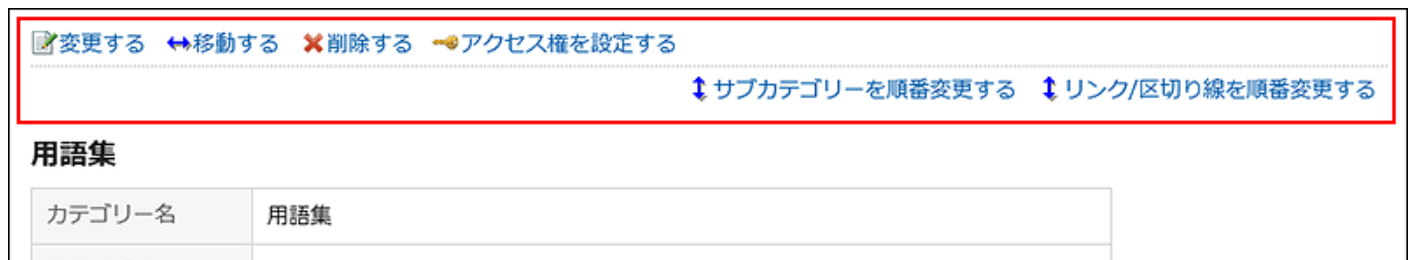 変更する 移動する 削除する アクセス権を設定する
サブカテゴリーを順番変更する リンク/区切り線を順番変更する
用語集
カテゴリー名 用語集